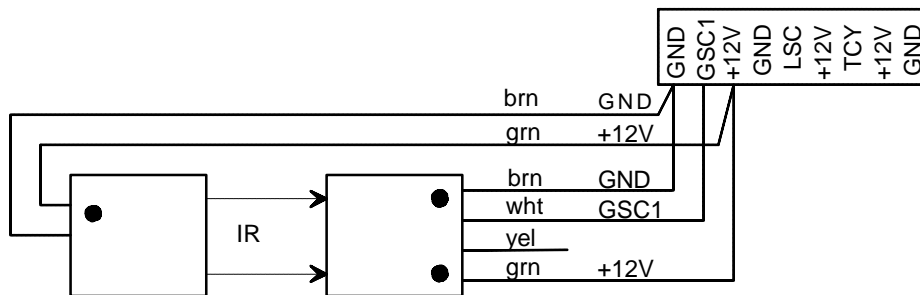 GND
GSC1
+12V
GND
LSC
+12V
TCY
+12V
GND
brn GND
grn +12V
brn GND
wht GSC1
IR
yel
grn +12V